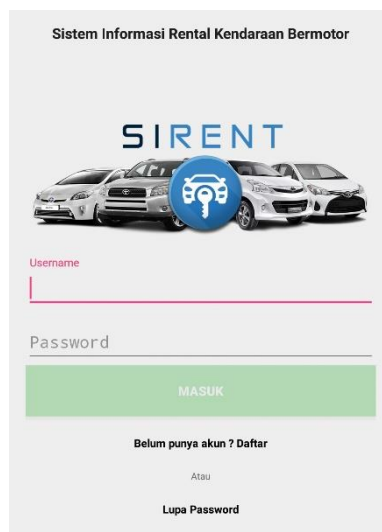 Sistem Informasi Rental Kendaraan Bermotor
SIRENT
Username
Password
MASUK
Belum punya akun ? Daftar
Atau
Lupa Password